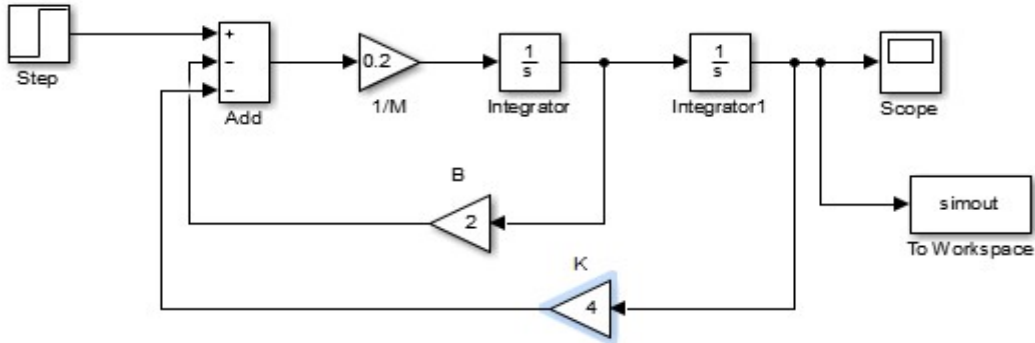 Step
+
−
−
Add
0.2
1/M
1
s
Integrator
1
s
Integrator1
Scope
B
2
simout
To Workspace
K
4